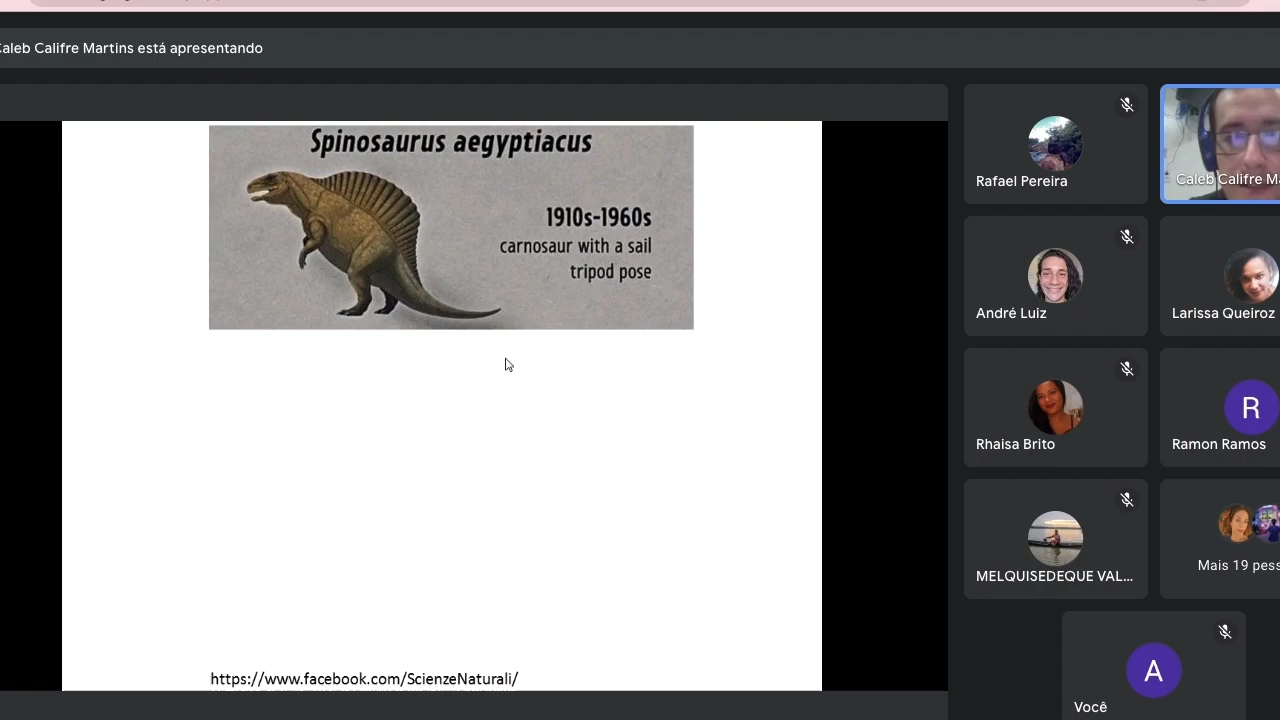 Caleb Califre Martins está apresentando
Spinosaurus aegyptiacus
1910s-1960s
carnosaur with a sail
tripod pose
https://www.facebook.com/ScienzeNaturali/
Rafael Pereira
Caleb Califre Ma
André Luiz
Larissa Queiroz
Rhaisa Brito
R
Ramon Ramos
MELQUISEDEQUE VAL...
Mais 19 pess
A
Você